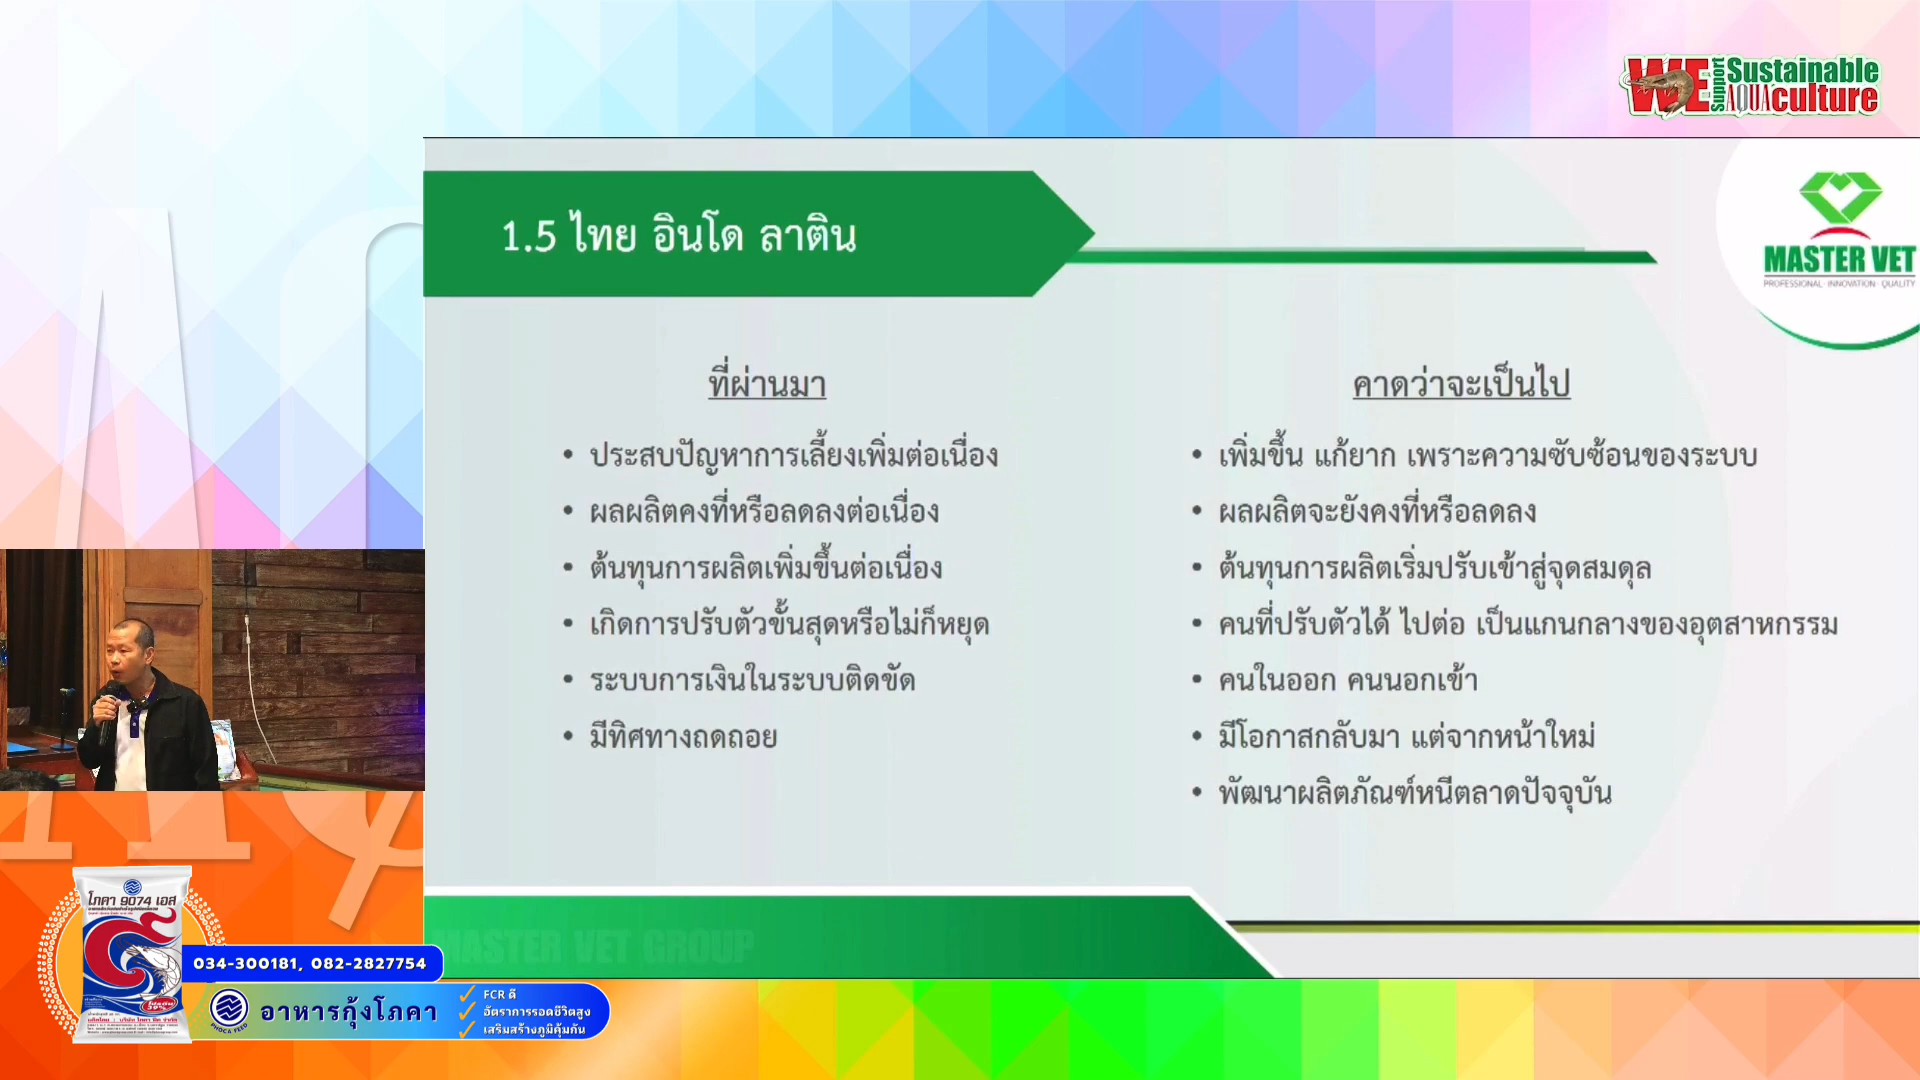 WE Support Sustainable AQUAculture
MASTER VET
PROFESSIONAL · INNOVATION · QUALITY
1.5 ไทย อินโด ลาติน
ที่ผ่านมา
• ประสบปัญหาการเลี้ยงเพิ่มต่อเนื่อง
• ผลผลิตคงที่หรือลดลงต่อเนื่อง
• ต้นทุนการผลิตเพิ่มขึ้นต่อเนื่อง
• เกิดการปรับตัวขั้นสุดหรือไม่ก็หยุด
• ระบบการเงินในระบบติดขัด
• มีทิศทางถดถอย
คาดว่าจะเป็นไป
• เพิ่มขึ้น แก้ยาก เพราะความซับซ้อนของระบบ
• ผลผลิตจะยังคงที่หรือลดลง
• ต้นทุนการผลิตเริ่มปรับเข้าสู่จุดสมดุล
• คนที่ปรับตัวได้ ไปต่อ เป็นแกนกลางของอุตสาหกรรม
• คนในออก คนนอกเข้า
• มีโอกาสกลับมา แต่จากหน้าใหม่
• พัฒนาผลิตภัณฑ์หนีตลาดปัจจุบัน
MASTER VET GROUP
โภคา 9074 เอส
034-300181, 082-2827754
PHOCA FEED
อาหารกุ้งโภคา
FCR ดี
อัตราการรอดชีวิตสูง
เสริมสร้างภูมิคุ้มกัน